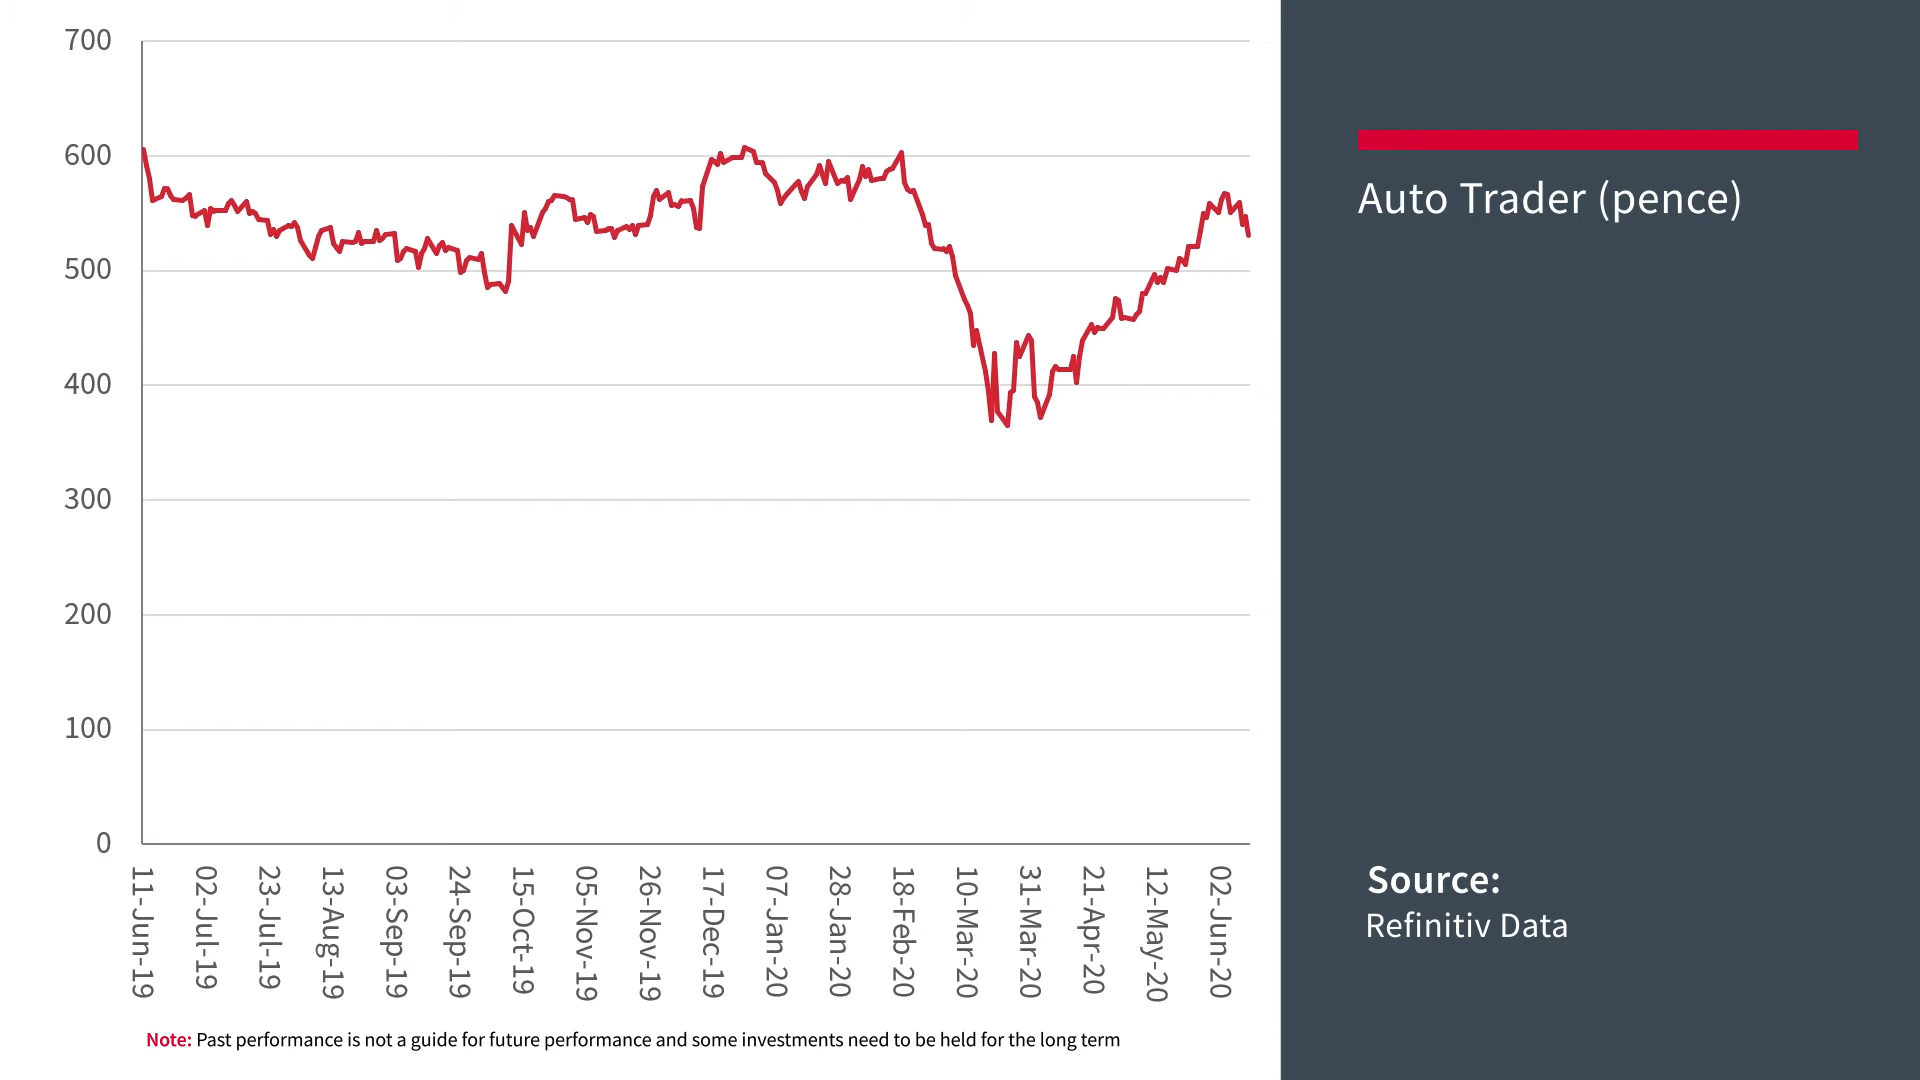 700
600
500
400
300
200
100
0
11-Jun-19
02-Jul-19
23-Jul-19
13-Aug-19
03-Sep-19
24-Sep-19
15-Oct-19
05-Nov-19
26-Nov-19
17-Dec-19
07-Jan-20
28-Jan-20
18-Feb-20
10-Mar-20
31-Mar-20
21-Apr-20
12-May-20
02-Jun-20
Note: Past performance is not a guide for future performance and some investments need to be held for the long term
Auto Trader (pence)
Source:
Refinitiv Data